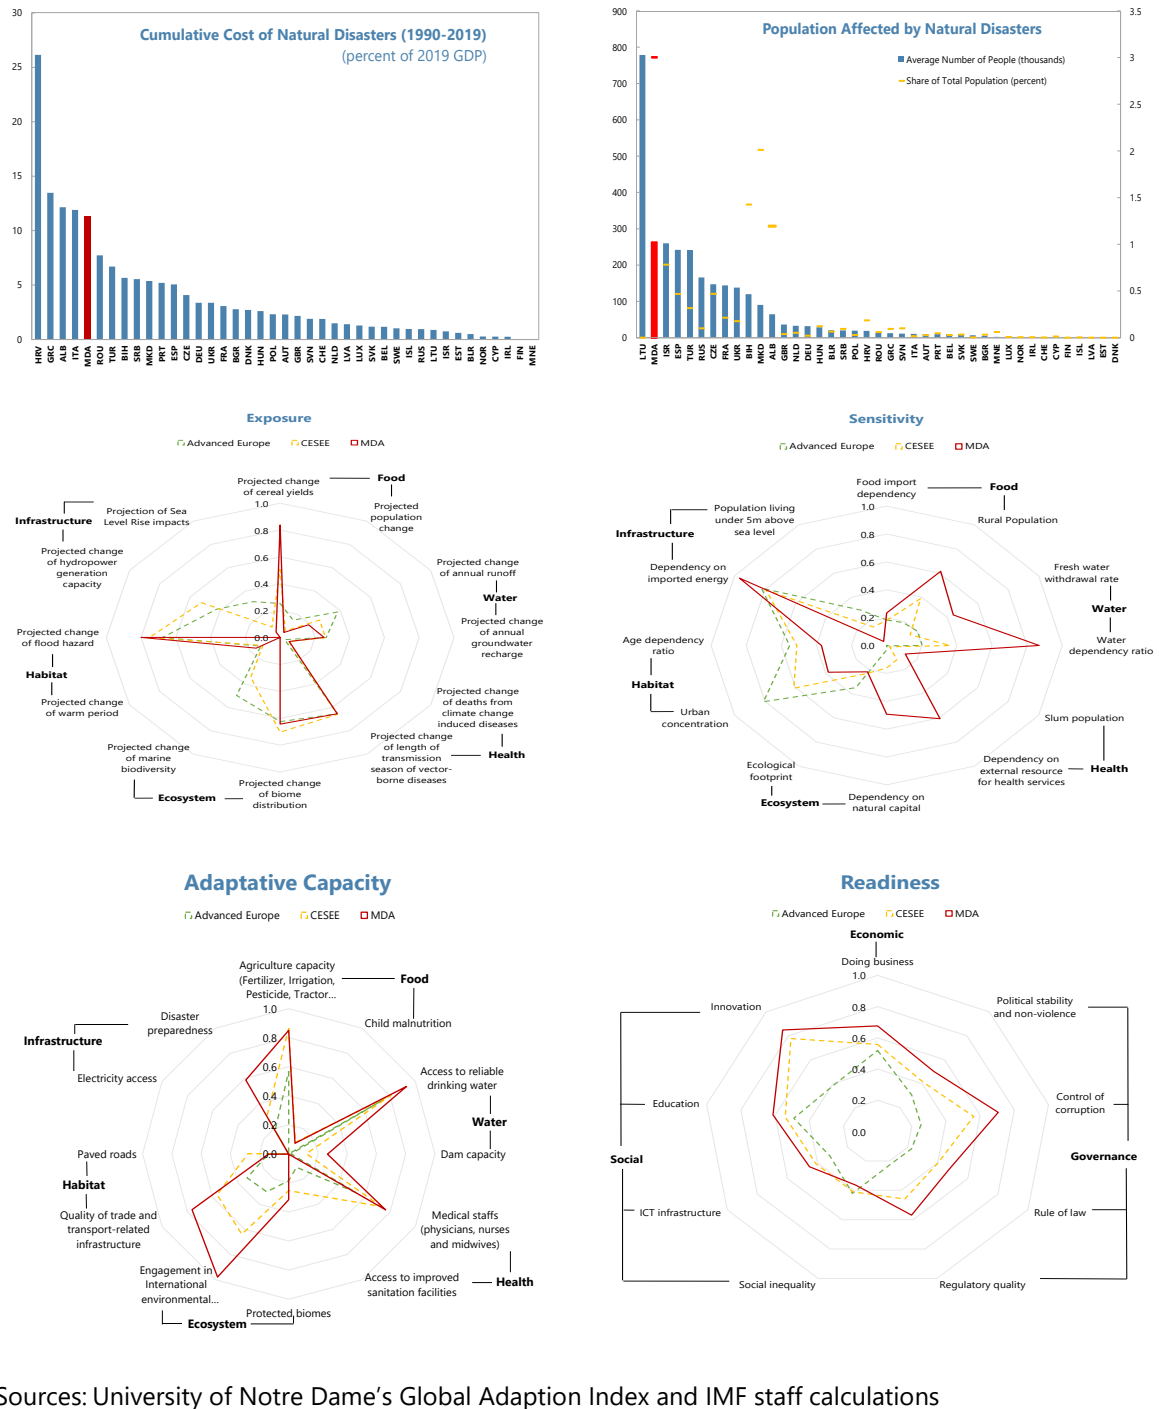 Cumulative Cost of Natural Disasters (1990-2019)
(percent of 2019 GDP)
30
25
20
15
10
5
0
HRV GRC ALB ITA MDA ROU TUR BIH SRB MKD PRT ESP CZE DEU UKR FRA BGR DNK HUN POL AUT GBR SVN CHE NLD LVA LUX SVK BEL SWE ISL RUS LTU ISR EST BLR NOR CYP IRL FIN MNE
Population Affected by Natural Disasters
Average Number of People (thousands)
Share of Total Population (percent)
900
800
700
600
500
400
300
200
100
0
3.5
3
2.5
2
1.5
1
0.5
0
LTU MDA ISR ESP TUR RUS CZE FRA UKR BIH MKD ALB GBR NLD DEU HUN BLR SRB POL HRV ROU GRC SVN ITA AUT PRT BEL SVK SWE BGR MNE LUX NOR IRL CHE CYP FIN ISL LVA EST DNK
Exposure
Advanced Europe CESEE MDA
Projected change
of cereal yields
Food
Projected
population
change
Projected change
of annual runoff
Water
Projected change
of annual
groundwater
recharge
Projected change
of deaths from
climate change
induced diseases
Health
Projected change
of length of
transmission
season of vector-
borne diseases
Projected change
of biome
distribution
Ecosystem
Projected change
of marine
biodiversity
Projected change
of warm period
Habitat
Projected change
of flood hazard
Projected change
of hydropower
generation
capacity
Infrastructure
Projection of Sea
Level Rise impacts
1.0
0.8
0.6
0.4
0.2
0.0
Sensitivity
Advanced Europe CESEE MDA
Food import
dependency
Food
Rural Population
Fresh water
withdrawal rate
Water
Water
dependency ratio
Slum population
Health
Dependency on
external resource
for health services
Dependency on
natural capital
Ecosystem
Ecological
footprint
Urban
concentration
Habitat
Age dependency
ratio
Dependency on
imported energy
Infrastructure
Population living
under 5m above
sea level
1.0
0.8
0.6
0.4
0.2
0.0
Adaptative Capacity
Advanced Europe CESEE MDA
Agriculture capacity
(Fertilizer, Irrigation,
Pesticide, Tractor...
Food
Child malnutrition
Access to reliable
drinking water
Water
Dam capacity
Medical staffs
(physicians, nurses
and midwives)
Health
Access to improved
sanitation facilities
Protected biomes
Ecosystem
Engagement in
International
environmental...
Quality of trade and
transport-related
infrastructure
Habitat
Paved roads
Electricity access
Infrastructure
Disaster
preparedness
1.0
0.8
0.6
0.4
0.2
0.0
Readiness
Advanced Europe CESEE MDA
Economic
Doing business
Political stability
and non-violence
Control of
corruption
Governance
Rule of law
Regulatory quality
Social inequality
ICT infrastructure
Social
Education
Innovation
1.0
0.8
0.6
0.4
0.2
0.0
Sources: University of Notre Dame's Global Adaption Index and IMF staff calculations